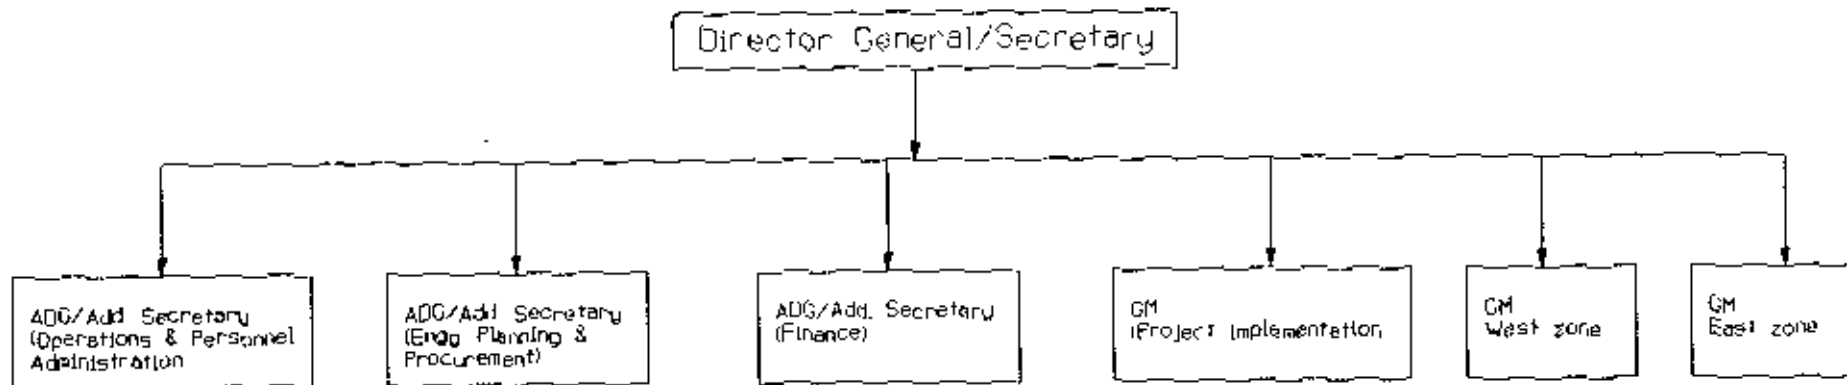 Director General/Secretary
ADG/Add Secretary
(Operations & Personnel
Administration
ADG/Add Secretary
(Engg Planning &
Procurement)
ADG/Add. Secretary
(Finance)
GM
(Project Implementation
GM
West zone
GM
East zone